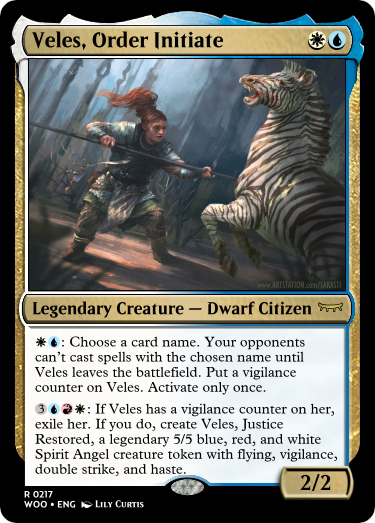 Veles, Order Initiate
www.artstation.com/sarasti
Legendary Creature — Dwarf Citizen
: Choose a card name. Your opponents
can't cast spells with the chosen name until
Veles leaves the battlefield. Put a vigilance
counter on Veles. Activate only once.
3: If Veles has a vigilance counter on her,
exile her. If you do, create Veles, Justice
Restored, a legendary 5/5 blue, red, and white
Spirit Angel creature token with flying, vigilance,
double strike, and haste.
2/2
R 0217
WOO • ENG Lily Curtis